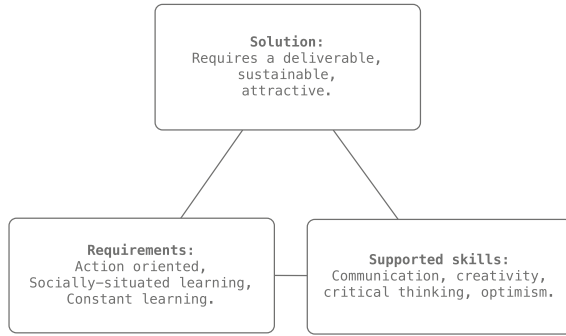 Solution:
Requires a deliverable,
sustainable,
attractive.
Requirements:
Action oriented,
Socially-situated learning,
Constant learning.
Supported skills:
Communication, creativity,
critical thinking, optimism.